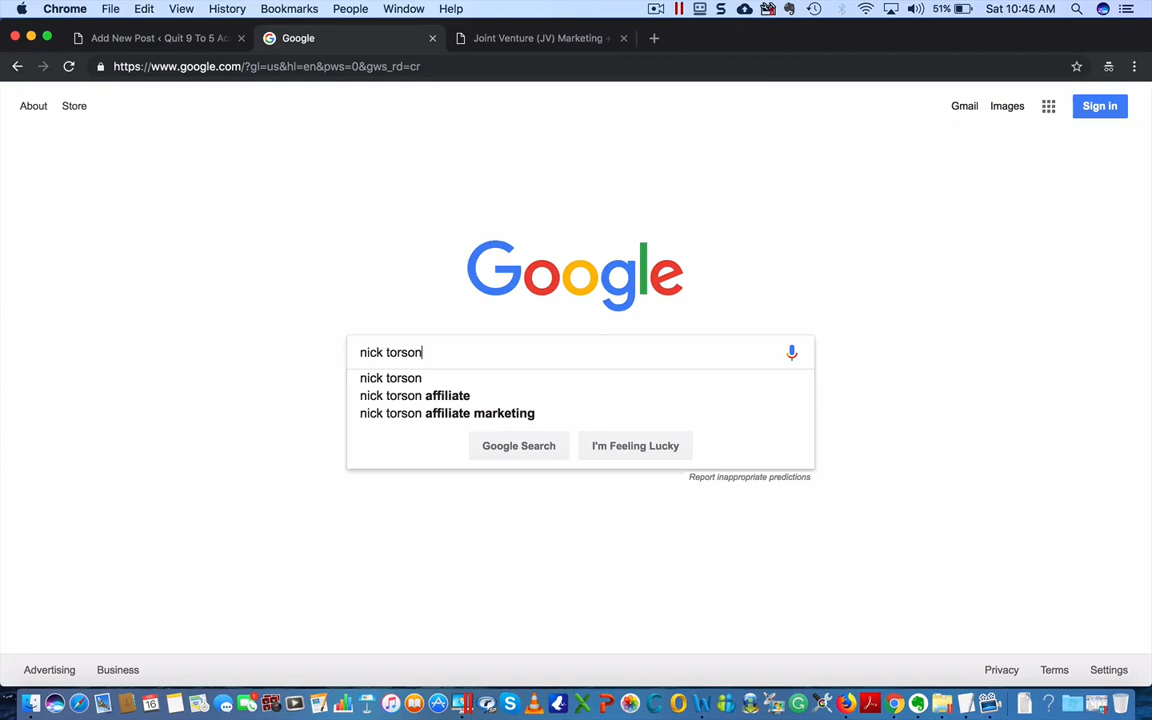 Chrome File Edit View History Bookmarks People Window Help 51% Sat 10:45 AM
Add New Post ‹ Quit 9 To 5 Ac Google Joint Venture (JV) Marketing
https://www.google.com/?gl=us&hl=en&pws=0&gws_rd=cr
About Store Gmail Images Sign in
Google
nick torson
nick torson
nick torson affiliate
nick torson affiliate marketing
Google Search I'm Feeling Lucky
Report inappropriate predictions
Advertising Business Privacy Terms Settings